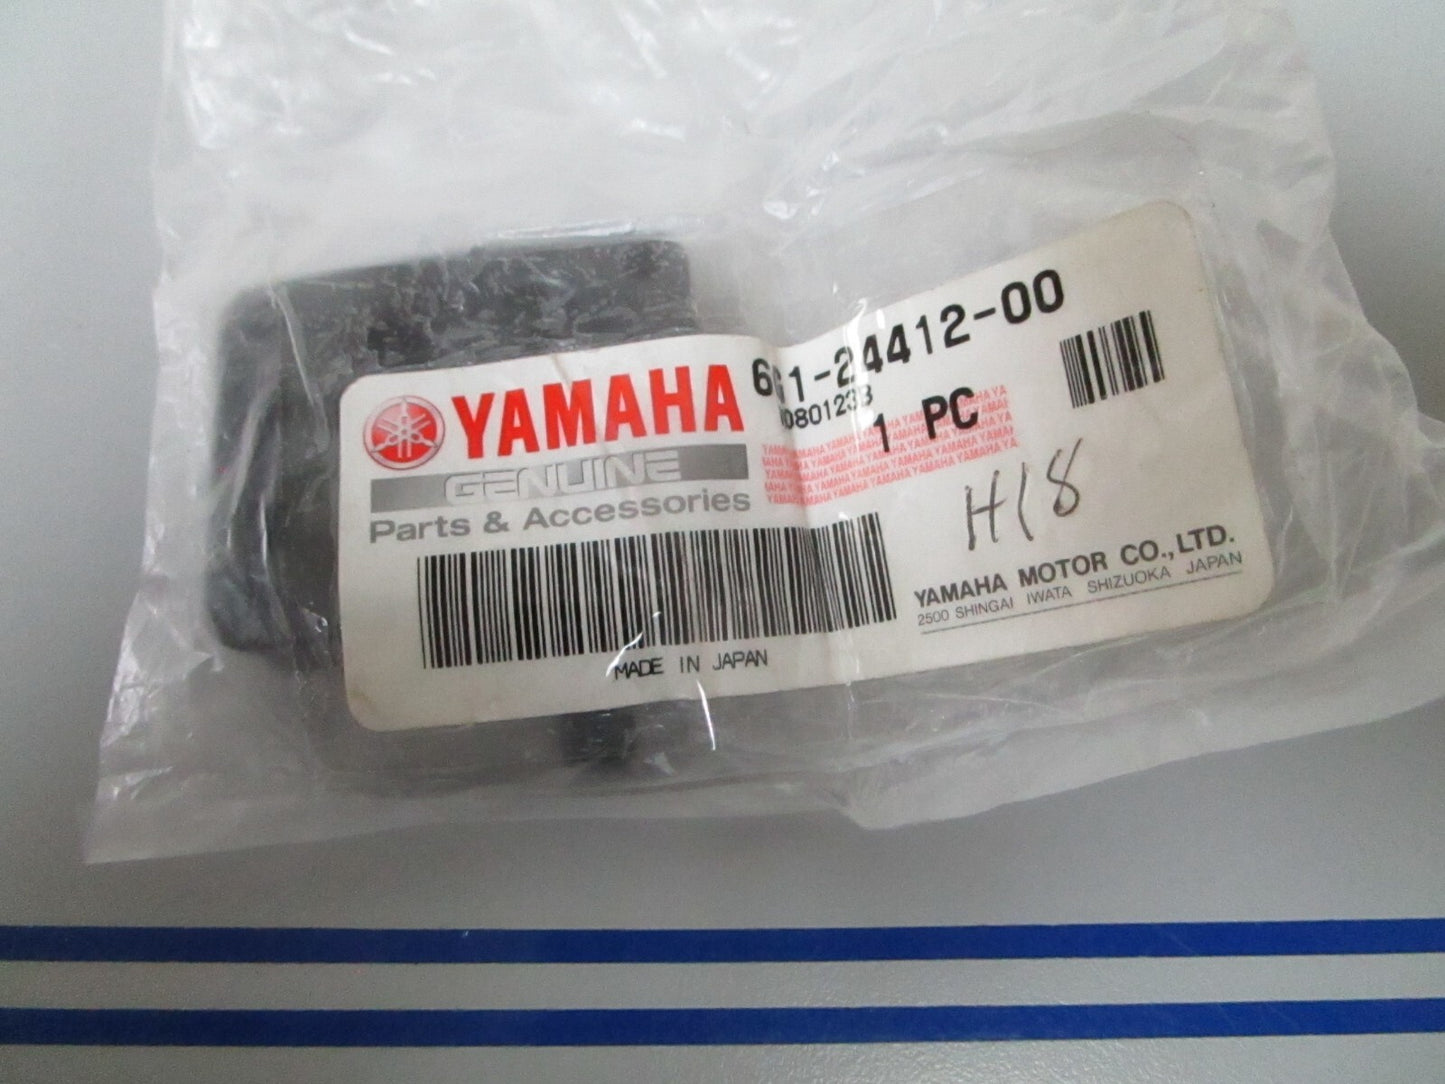 YAMAHA
GENUINE
Parts & Accessories
6G1-24412-00
1 PC
H18
YAMAHA MOTOR CO.,LTD.
2500 SHINGAI IWATA SHIZUOKA JAPAN
MADE IN JAPAN